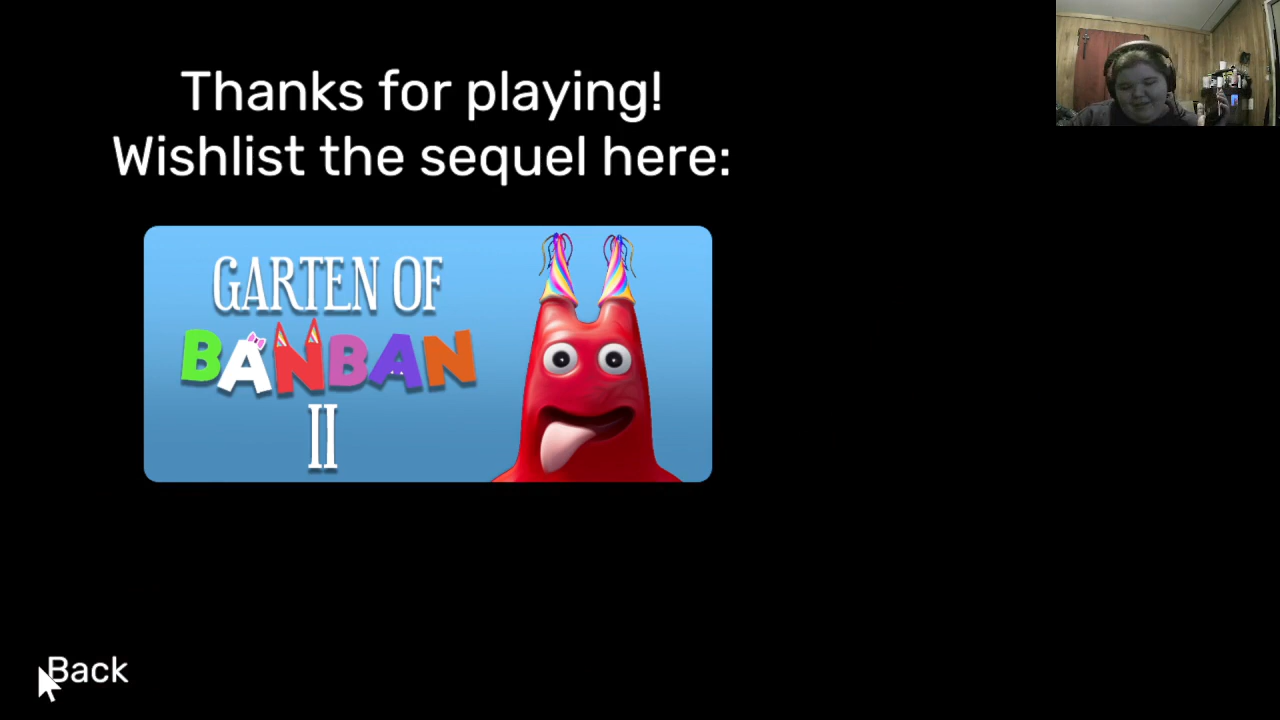 Thanks for playing!
Wishlist the sequel here:
GARTEN OF
BANBAN
II
Back